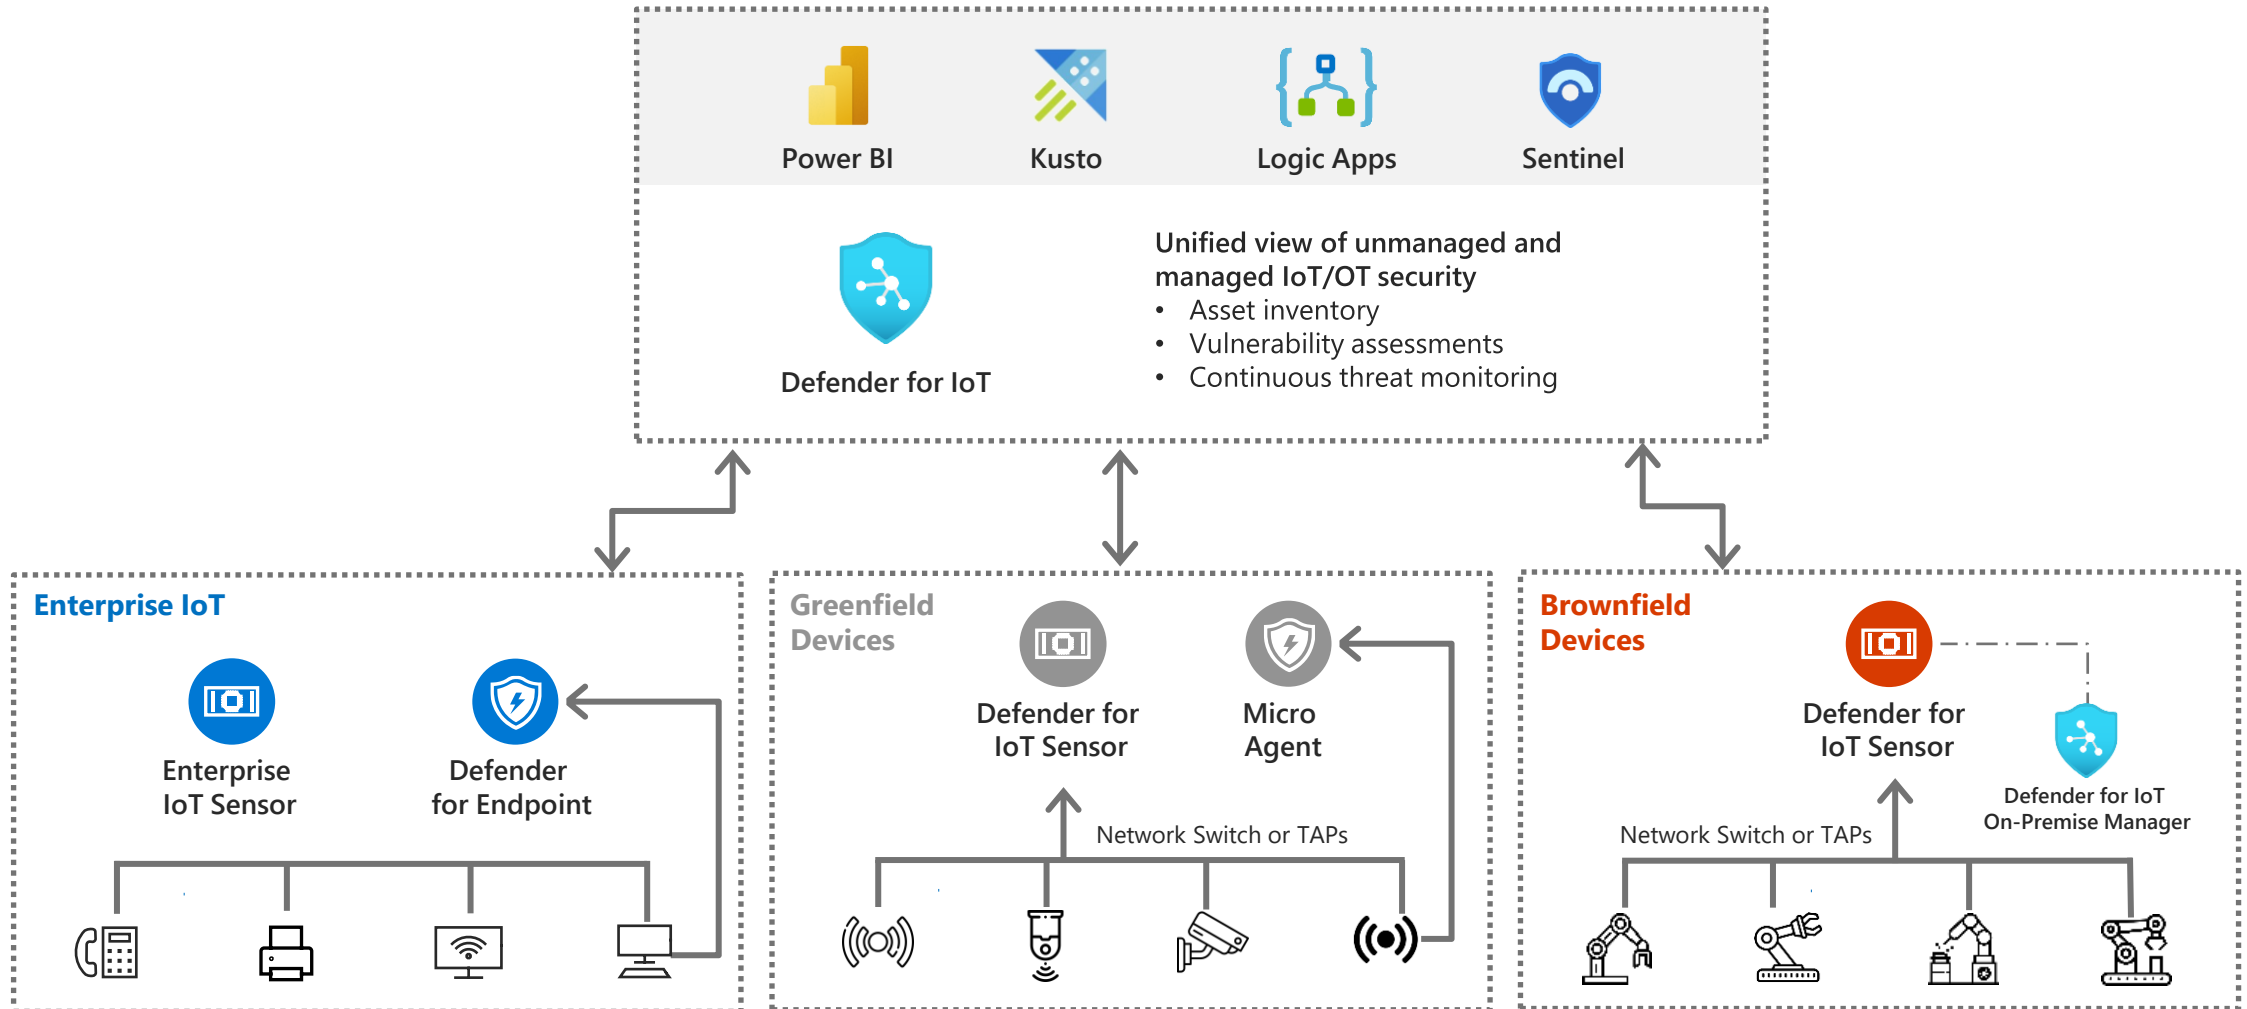 Power BI
Kusto
Logic Apps
Sentinel
Defender for IoT
Unified view of unmanaged and
managed IoT/OT security
• Asset inventory
• Vulnerability assessments
• Continuous threat monitoring
Enterprise IoT
Enterprise
IoT Sensor
Defender
for Endpoint
Greenfield
Devices
Defender for
IoT Sensor
Micro
Agent
Network Switch or TAPs
Brownfield
Devices
Defender for
IoT Sensor
Defender for IoT
On-Premise Manager
Network Switch or TAPs